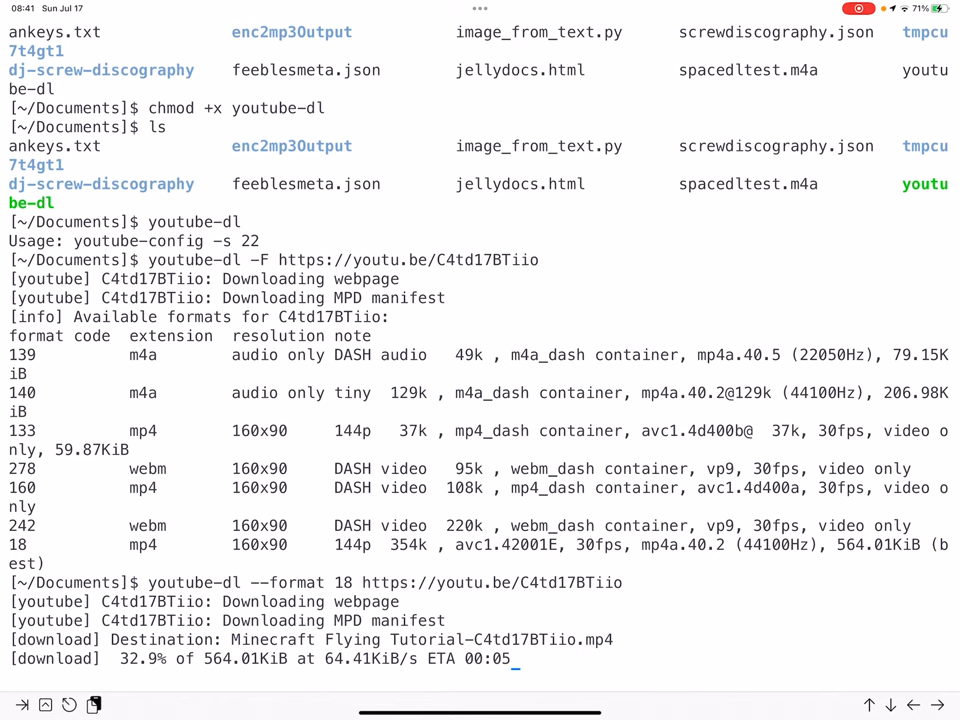 08:41 Sun Jul 17 71%
ankeys.txt enc2mp3Output image_from_text.py screwdiscography.json tmpcu
7t4gt1
dj-screw-discography feeblesmeta.json jellydocs.html spacedltest.m4a youtu
be-dl
[~/Documents]$ chmod +x youtube-dl
[~/Documents]$ ls
ankeys.txt enc2mp3Output image_from_text.py screwdiscography.json tmpcu
7t4gt1
dj-screw-discography feeblesmeta.json jellydocs.html spacedltest.m4a youtu
be-dl
[~/Documents]$ youtube-dl
Usage: youtube-config -s 22
[~/Documents]$ youtube-dl -F https://youtu.be/C4td17BTiio
[youtube] C4td17BTiio: Downloading webpage
[youtube] C4td17BTiio: Downloading MPD manifest
[info] Available formats for C4td17BTiio:
format code extension resolution note
139 m4a audio only DASH audio 49k , m4a_dash container, mp4a.40.5 (22050Hz), 79.15K
iB
140 m4a audio only tiny 129k , m4a_dash container, mp4a.40.2@129k (44100Hz), 206.98K
iB
133 mp4 160x90 144p 37k , mp4_dash container, avc1.4d400b@ 37k, 30fps, video o
nly, 59.87KiB
278 webm 160x90 DASH video 95k , webm_dash container, vp9, 30fps, video only
160 mp4 160x90 DASH video 108k , mp4_dash container, avc1.4d400a, 30fps, video o
nly
242 webm 160x90 DASH video 220k , webm_dash container, vp9, 30fps, video only
18 mp4 160x90 144p 354k , avc1.42001E, 30fps, mp4a.40.2 (44100Hz), 564.01KiB (b
est)
[~/Documents]$ youtube-dl --format 18 https://youtu.be/C4td17BTiio
[youtube] C4td17BTiio: Downloading webpage
[youtube] C4td17BTiio: Downloading MPD manifest
[download] Destination: Minecraft Flying Tutorial-C4td17BTiio.mp4
[download] 32.9% of 564.01KiB at 64.41KiB/s ETA 00:05